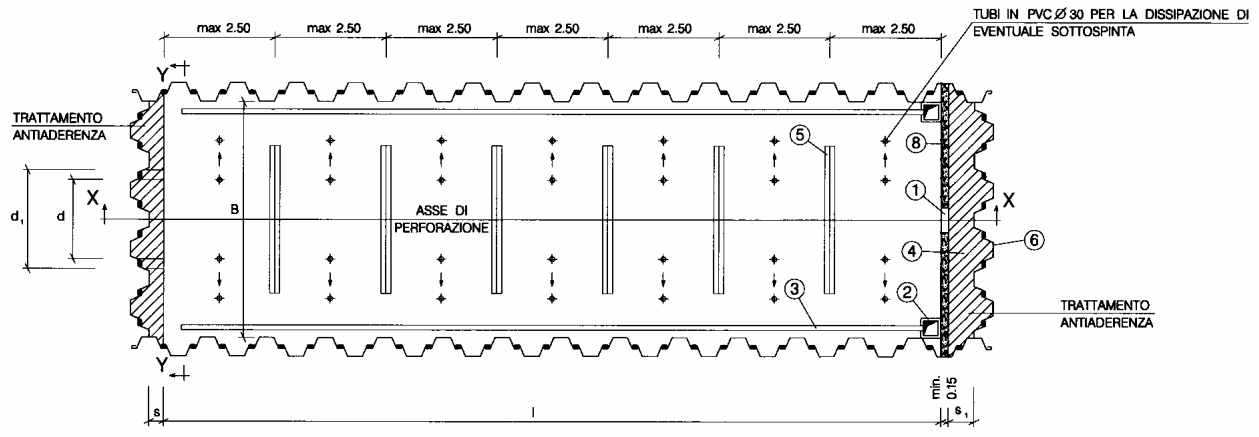 max 2.50
max 2.50
max 2.50
max 2.50
max 2.50
max 2.50
max 2.50
TUBI IN PVC Ø 30 PER LA DISSIPAZIONE DI
EVENTUALE SOTTOSPINTA
Y
TRATTAMENTO
ANTIADERENZA
5
8
1
X
d₁
d
B
ASSE DI
PERFORAZIONE
X
4
6
3
2
TRATTAMENTO
ANTIADERENZA
Y
s
l
min.
0.15
s₁